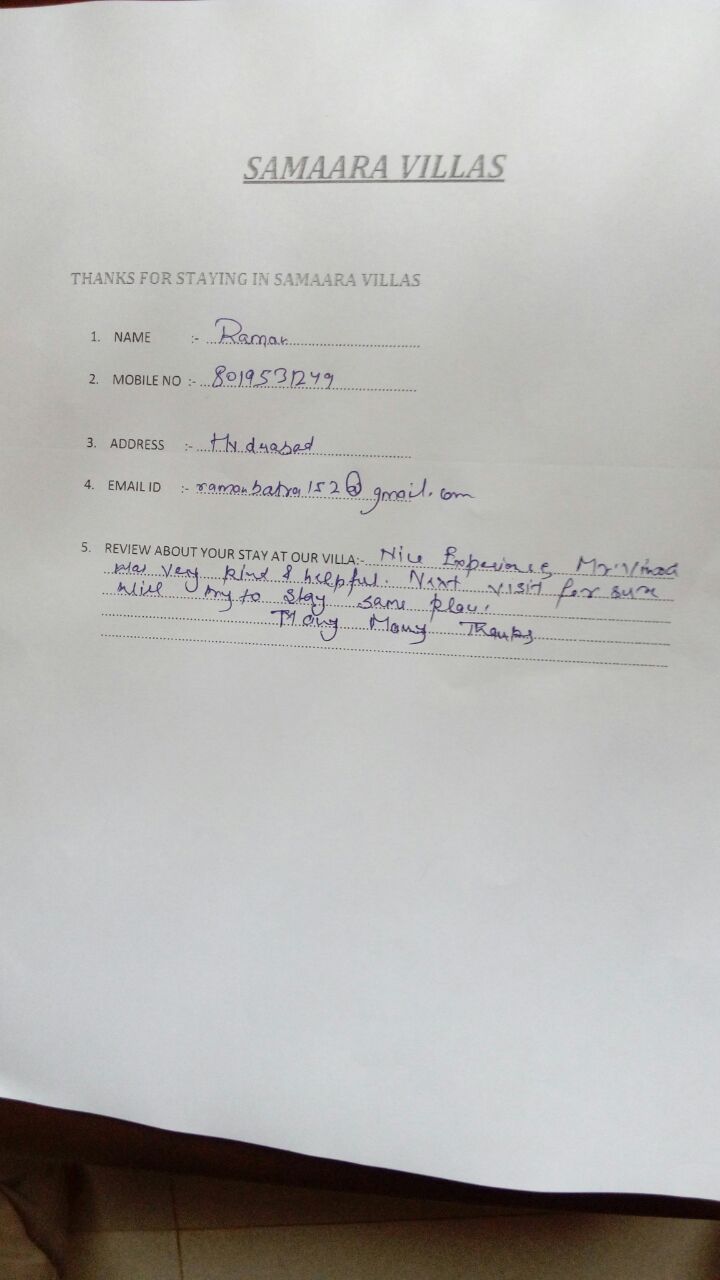 SAMAARA VILLAS
THANKS FOR STAYING IN SAMAARA VILLAS
1. NAME :- Raman
2. MOBILE NO :- 8019531249
3. ADDRESS :- Hyderabad
4. EMAIL ID :- ramanbatra152@gmail.com
5. REVIEW ABOUT YOUR STAY AT OUR VILLA:- Nice Experience Mr. Vinod
was very kind & helpful. Next visit for sure
will try to stay same place.
Many Many Thanks